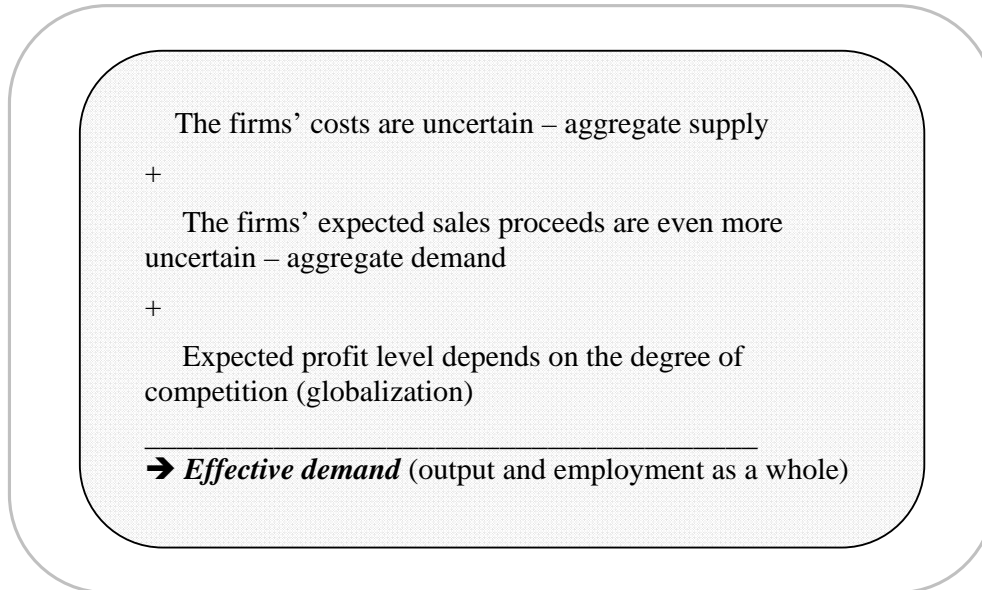 The firms’ costs are uncertain – aggregate supply
+
The firms’ expected sales proceeds are even more
uncertain – aggregate demand
+
Expected profit level depends on the degree of
competition (globalization)
➔ Effective demand (output and employment as a whole)